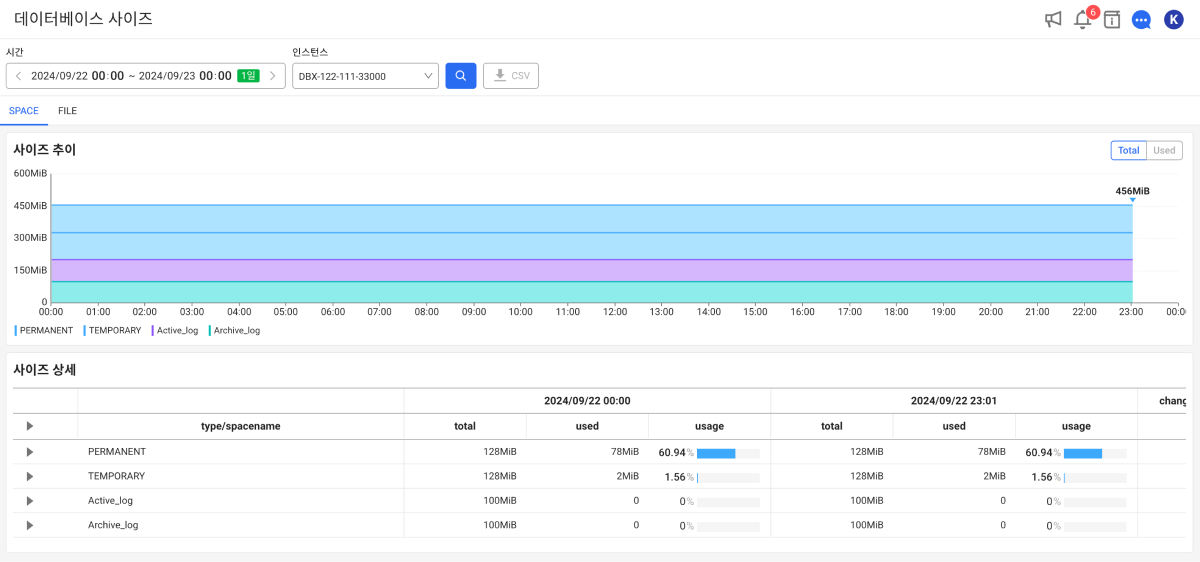 데이터베이스 사이즈
6
K
시간
인스턴스
2024/09/22 00:00 ~ 2024/09/23 00:00 1일
DBX-122-111-33000
CSV
SPACE FILE
사이즈 추이
Total Used
600MiB
456MiB
450MiB
300MiB
150MiB
0
00:00 01:00 02:00 03:00 04:00 05:00 06:00 07:00 08:00 09:00 10:00 11:00 12:00 13:00 14:00 15:00 16:00 17:00 18:00 19:00 20:00 21:00 22:00 23:00 00:0
PERMANENT TEMPORARY Active_log Archive_log
사이즈 상세
2024/09/22 00:00 2024/09/22 23:01 chang
type/spacename total used usage total used usage
PERMANENT 128MiB 78MiB 60.94% 128MiB 78MiB 60.94%
TEMPORARY 128MiB 2MiB 1.56% 128MiB 2MiB 1.56%
Active_log 100MiB 0 0% 100MiB 0 0%
Archive_log 100MiB 0 0% 100MiB 0 0%